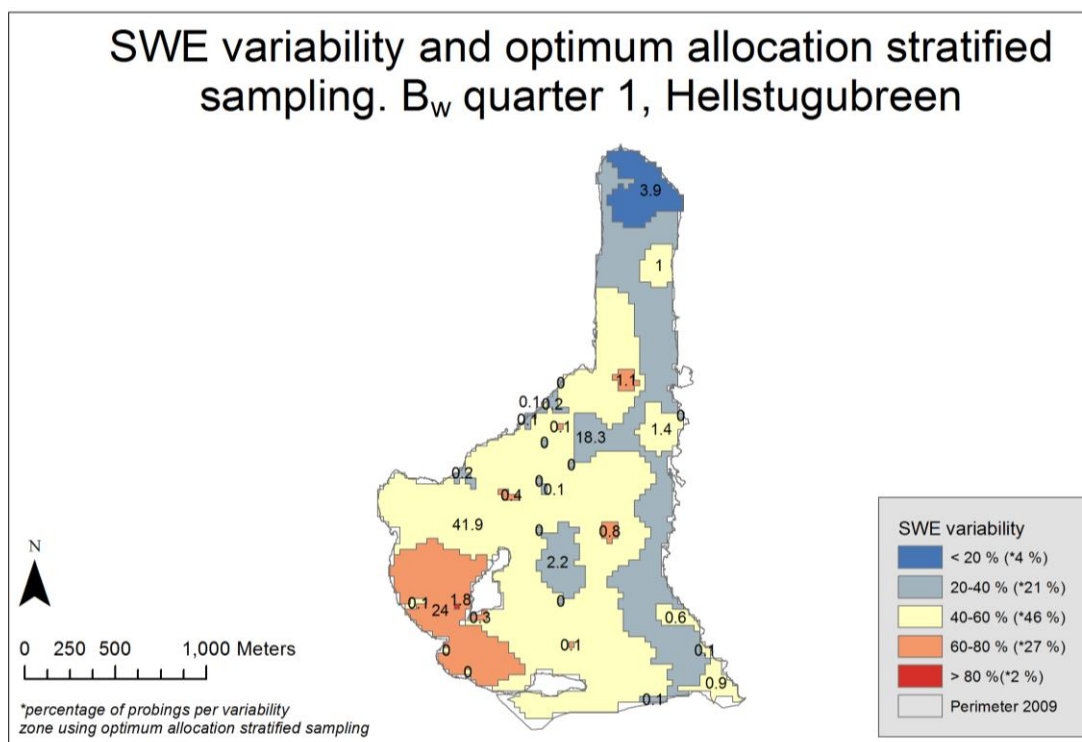 SWE variability and optimum allocation stratified
sampling. Bw quarter 1, Hellstugubreen
3.9
1
1.1
0
0.1 0.2
0.1
0.1
0
1.4
18.3
0
0
0.2
0
0.1
0.4
41.9
0
0.8
2.2
0.1
24
1.8
0.3
0
0.6
0
0.1
0.1
0
0.9
0.1
N
0 250 500 1,000 Meters
*percentage of probings per variability
zone using optimum allocation stratified sampling
SWE variability
< 20 % (*4 %)
20-40 % (*21 %)
40-60 % (*46 %)
60-80 % (*27 %)
> 80 %(*2 %)
Perimeter 2009